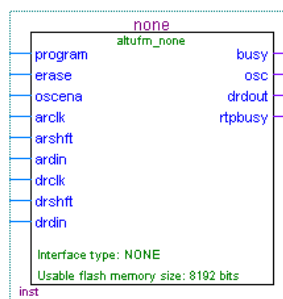 none
altufm_none
program busy
erase osc
oscena drdout
arclk rtpbusy
arshft
ardin
drclk
drshft
drdin
Interface type: NONE
Usable flash memory size: 8192 bits
inst